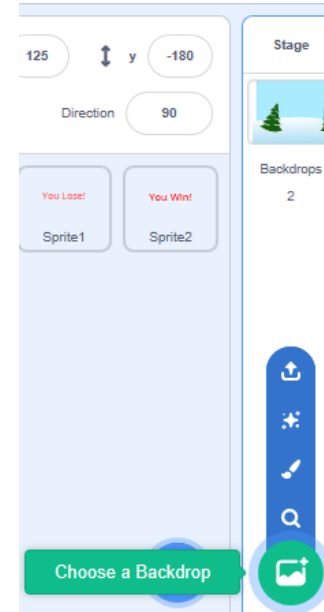 Stage
125 y -180
Direction 90
Backdrops
2
You Lose!
You Win!
Sprite1
Sprite2
Choose a Backdrop